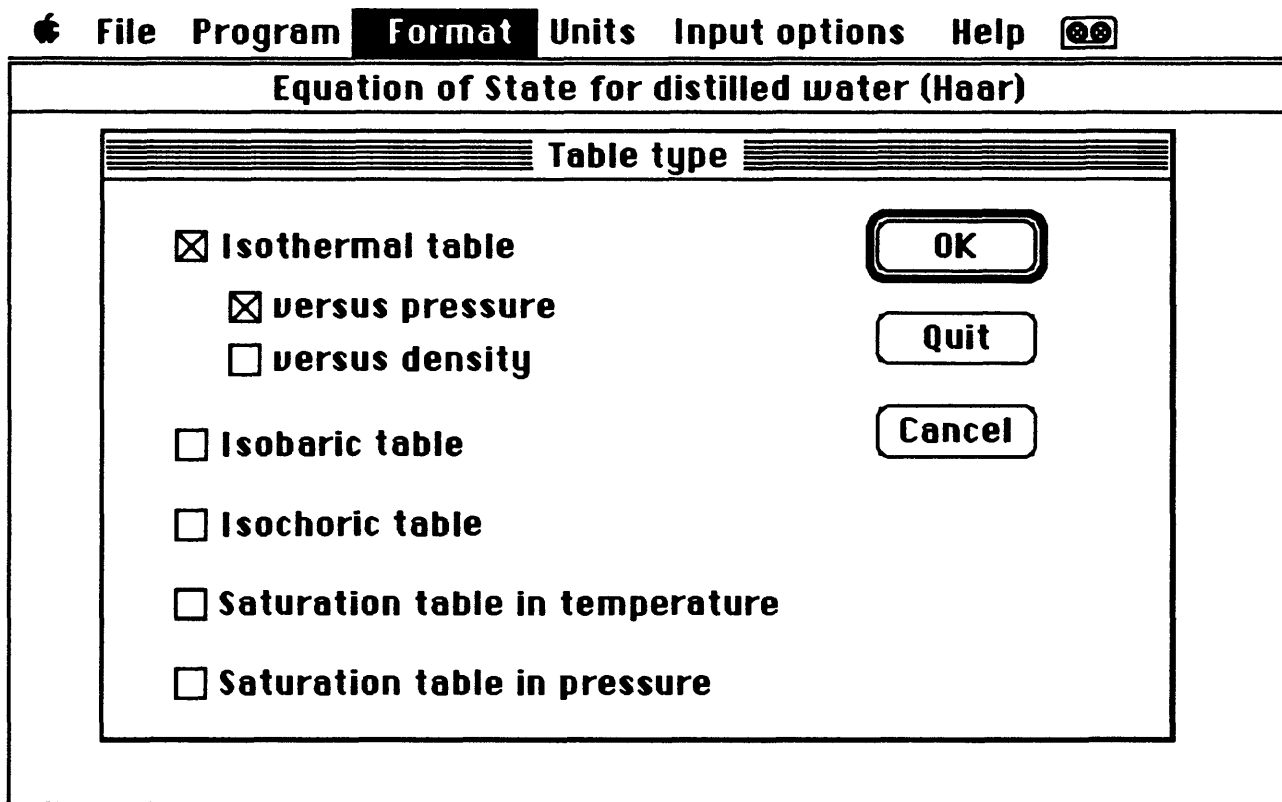 File Program Format Units Input options Help
Equation of State for distilled water (Haar)
Table type
Isothermal table
OK
versus pressure
Quit
versus density
Cancel
Isobaric table
Isochoric table
Saturation table in temperature
Saturation table in pressure